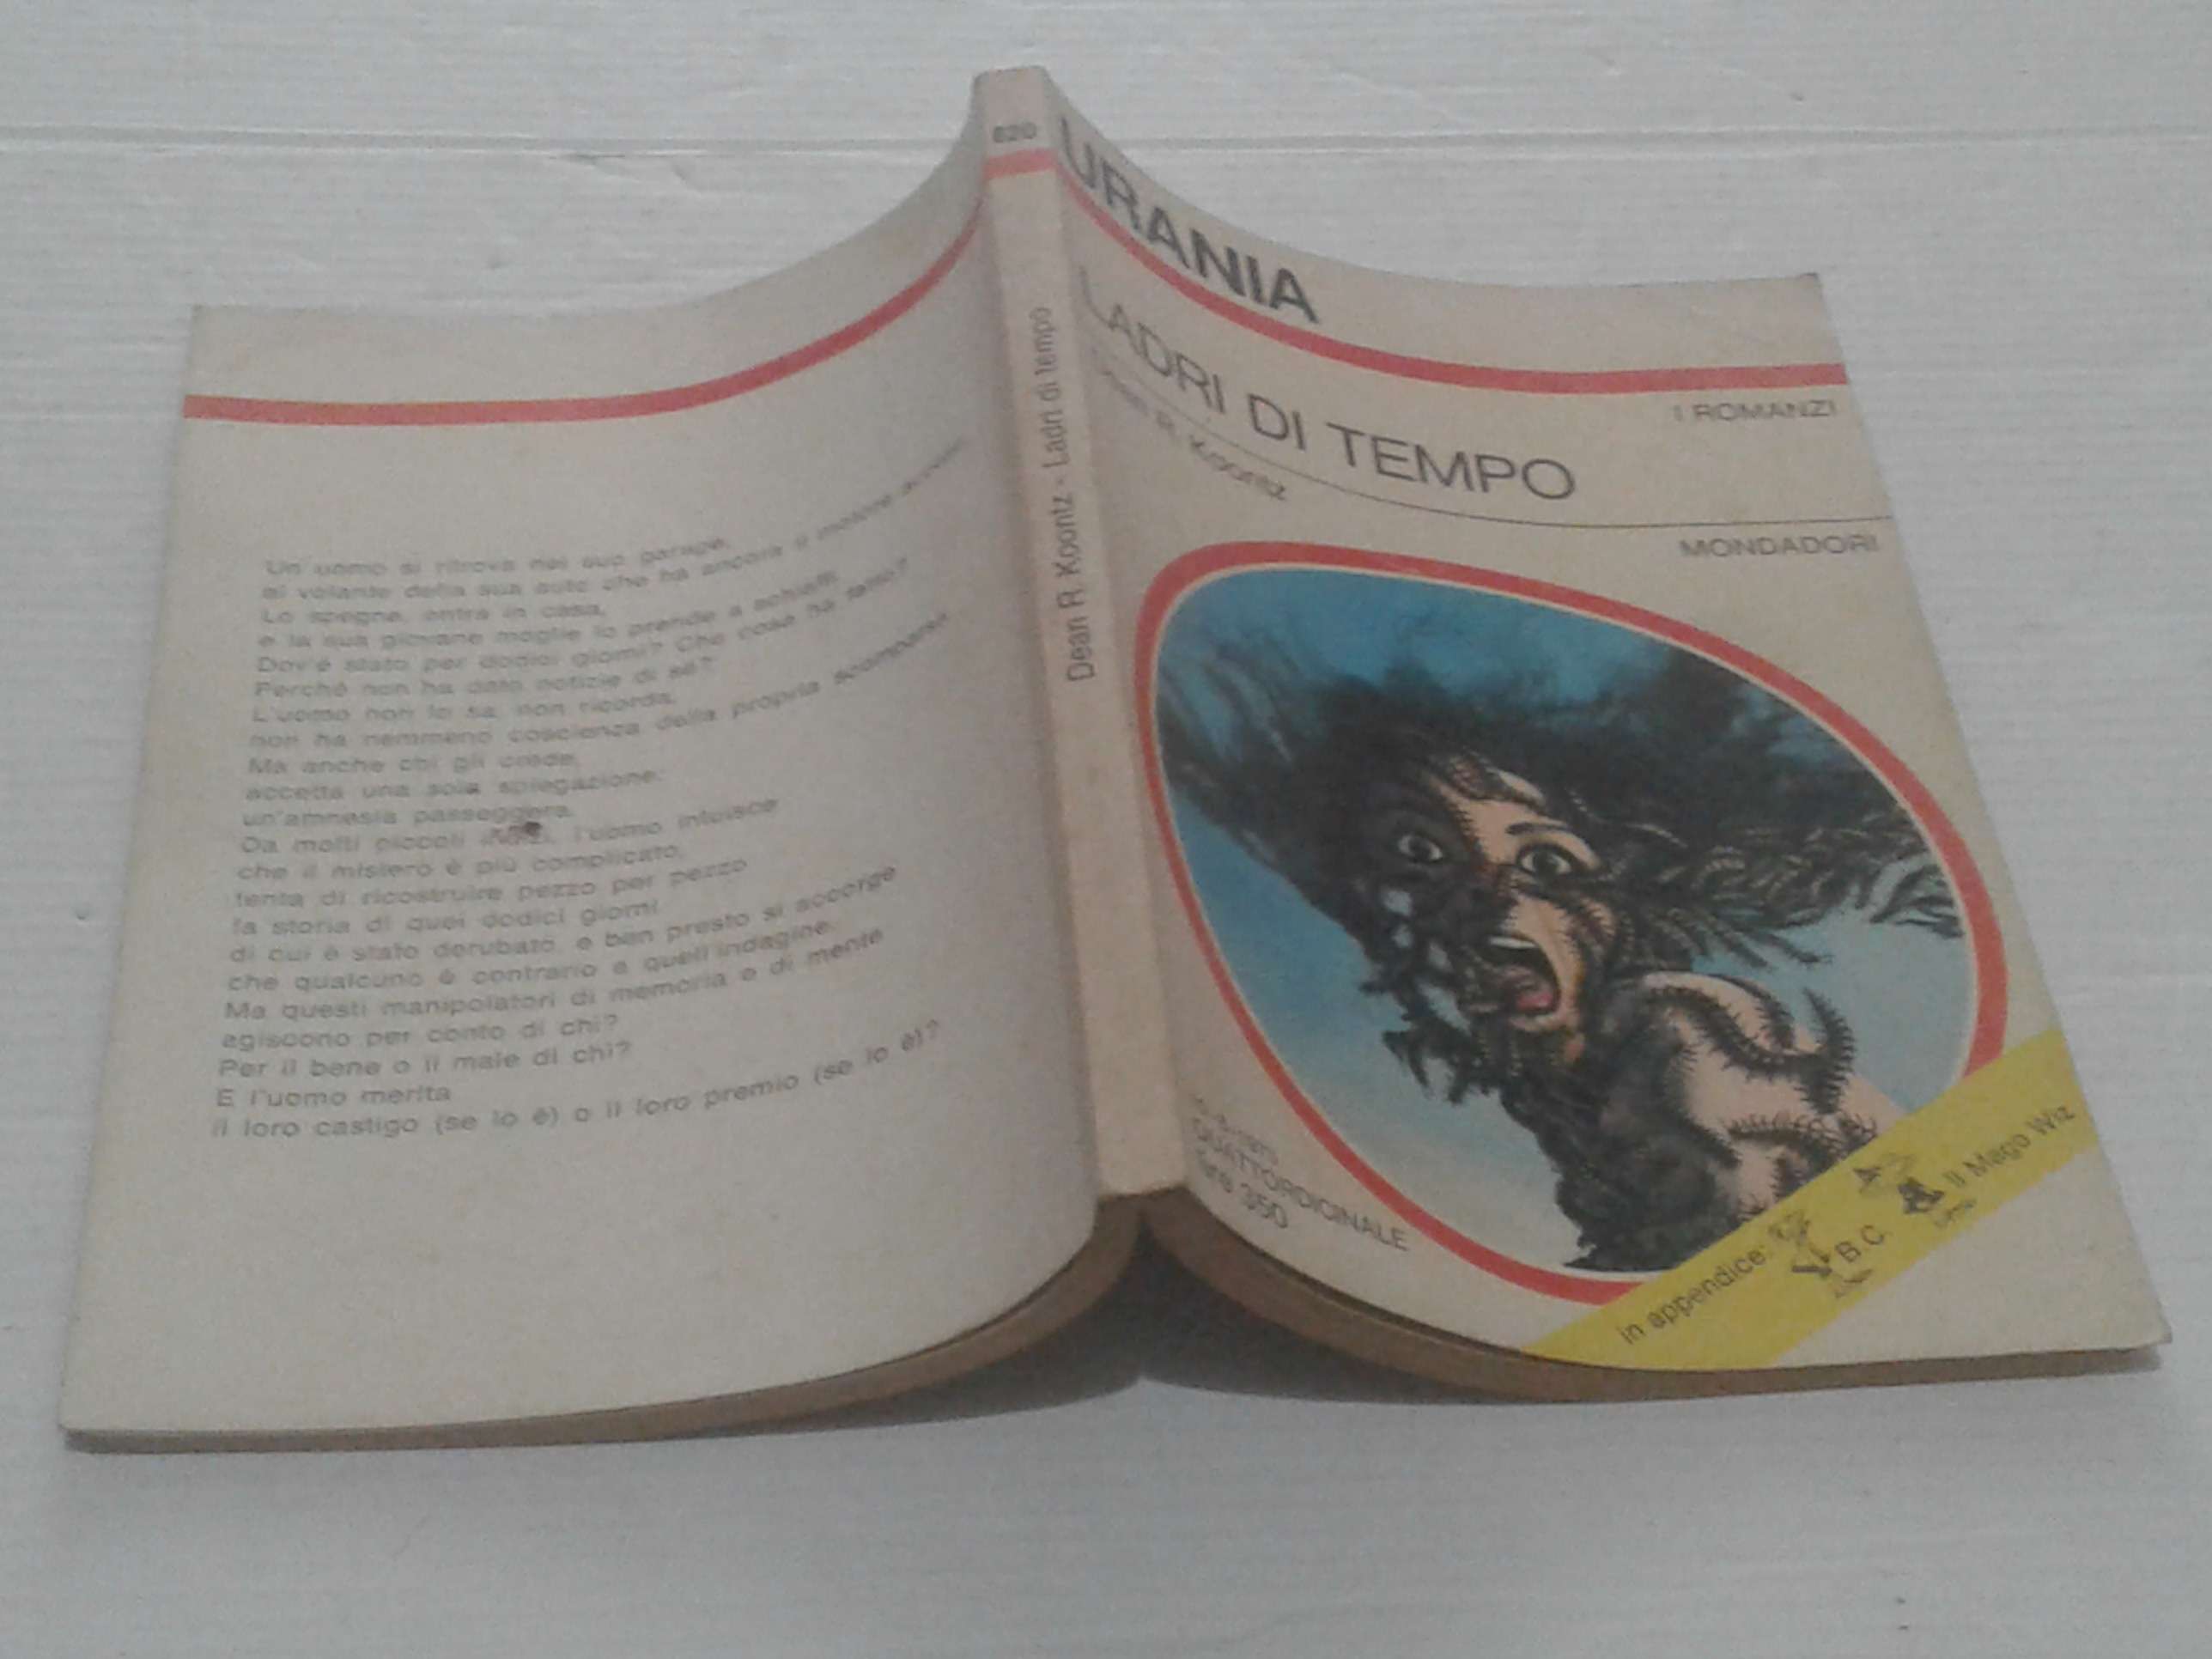 Un uomo si ritrova nel suo garage,
al volante della sua auto che ha ancora il motore acceso.
Lo spegne, entra in casa,
e la sua giovane moglie lo prende a schiaffi.
Dov'è stato per dodici giorni? Che cosa ha fatto?
Perché non ha dato notizie di sé?
L'uomo non lo sa, non ricorda,
non ha nemmeno coscienza della propria scomparsa.
Ma anche chi gli crede,
accetta una sola spiegazione:
un'amnesia passeggera.
Da molti piccoli indizi, l'uomo intuisce
che il mistero è più complicato,
tenta di ricostruire pezzo per pezzo
la storia di quei dodici giorni
di cui è stato derubato, e ben presto si accorge
che qualcuno è contrario a quell'indagine.
Ma questi manipolatori di memoria e di mente
agiscono per conto di chi?
Per il bene o il male di chi?
E l'uomo merita
il loro castigo (se lo è) o il loro premio (se lo è)?
820
Dean R. Koontz - Ladri di tempo
URANIA
I ROMANZI
LADRI DI TEMPO
Dean R. Koontz
MONDADORI
QUATTORDICINALE
lire 350
in appendice: B.C. Il Mago Wiz